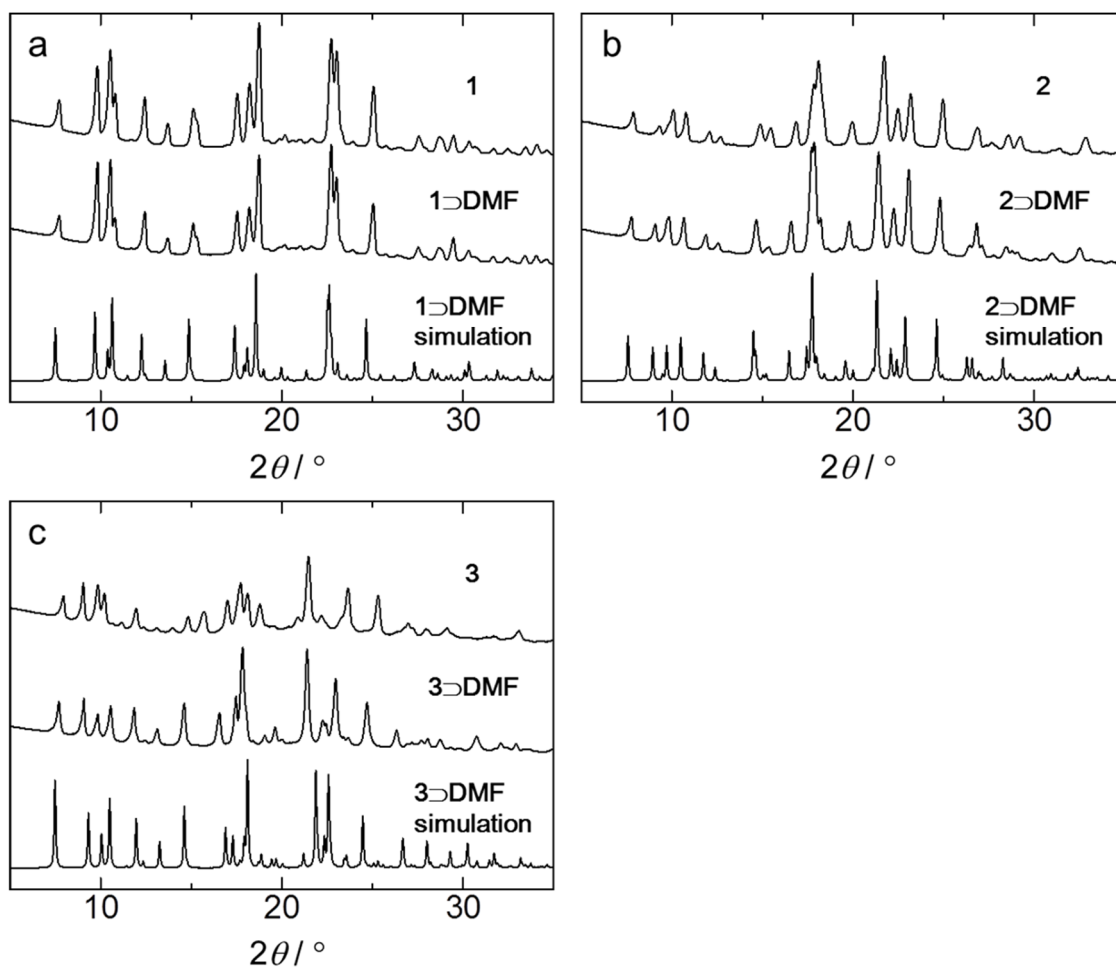 a
1
1⊃DMF
1⊃DMF
simulation
10 20 30
2θ / °
b
2
2⊃DMF
2⊃DMF
simulation
10 20 30
2θ / °
c
3
3⊃DMF
3⊃DMF
simulation
10 20 30
2θ / °